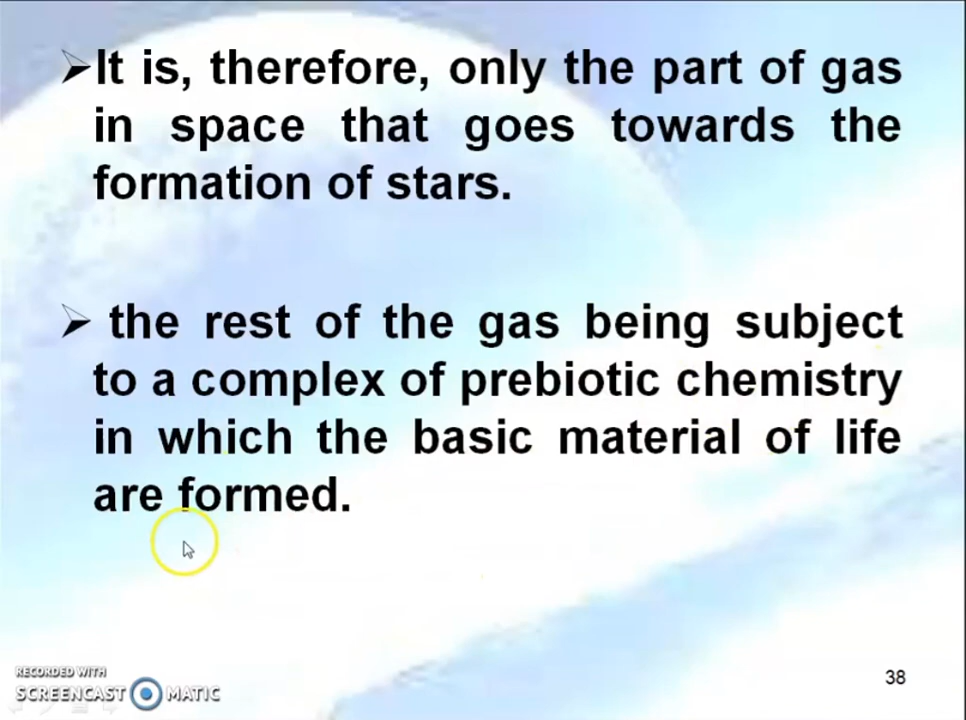 ➢It is, therefore, only the part of gas
in space that goes towards the
formation of stars.
➢ the rest of the gas being subject
to a complex of prebiotic chemistry
in which the basic material of life
are formed.
RECORDED WITH
SCREENCAST MATIC
38